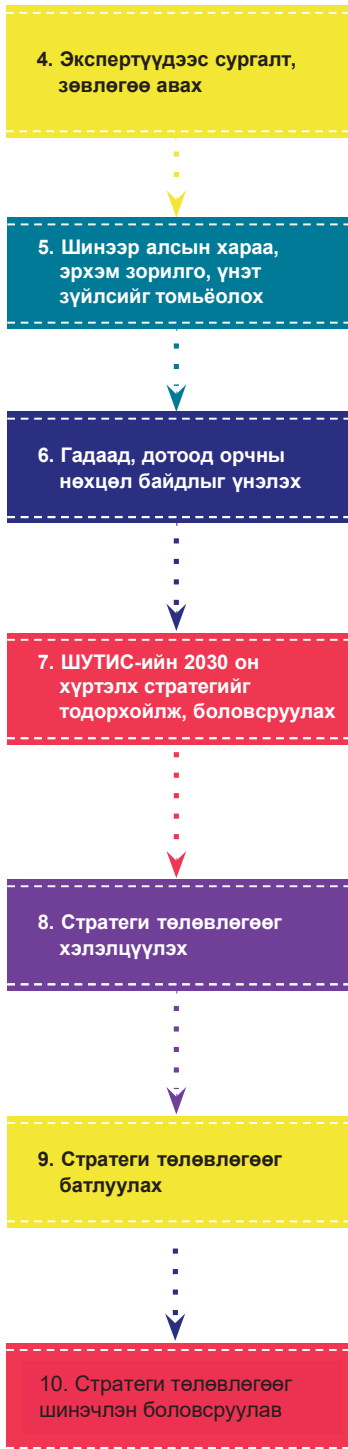 4. Экспертүүдээс сургалт,
зөвлөгөө авах
5. Шинээр алсын хараа,
эрхэм зорилго, үнэт
зүйлсийг томьёолох
6. Гадаад, дотоод орчны
нөхцөл байдлыг үнэлэх
7. ШУТИС-ийн 2030 он
хүртэлх стратегийг
тодорхойлж, боловсруулах
8. Стратеги төлөвлөгөөг
хэлэлцүүлэх
9. Стратеги төлөвлөгөөг
батлуулах
10. Стратеги төлөвлөгөөг
шинэчлэн боловсруулав